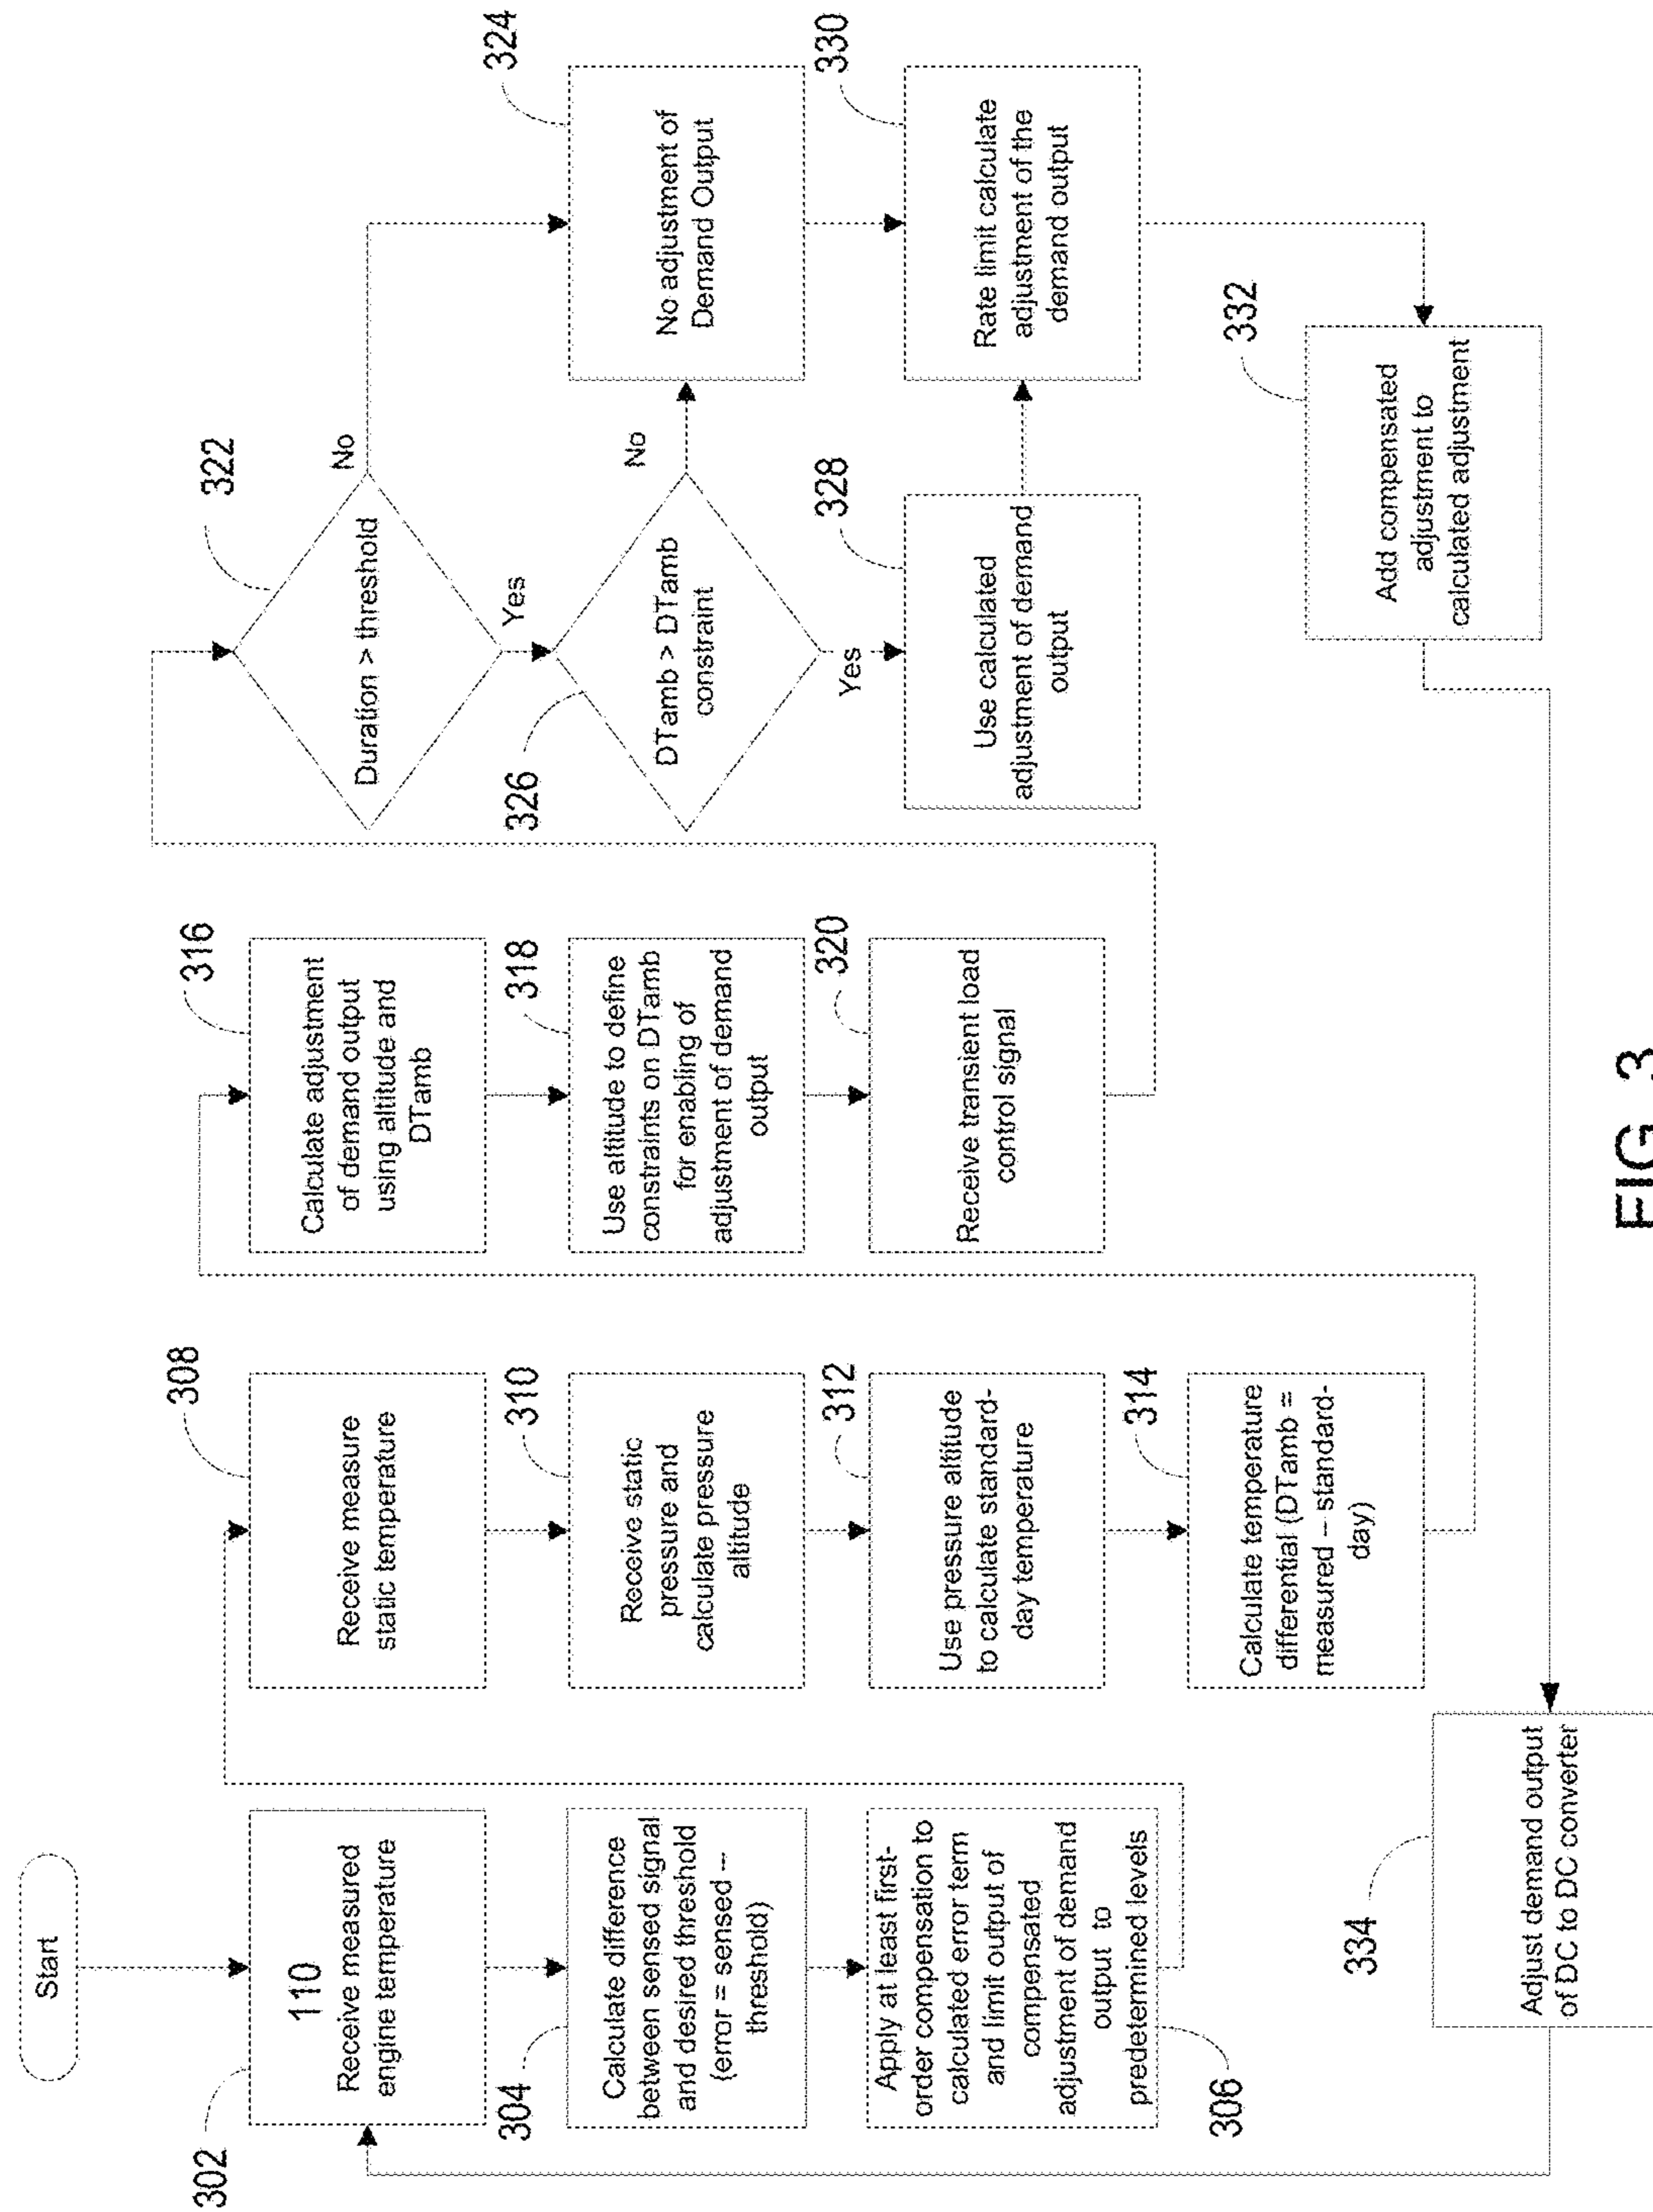 Start
302
110
Receive measured
engine temperature
304
Calculate difference
between sensed signal
and desired threshold
(error = sensed --
threshold)
Apply at least first-
order compensation to
calculated error term
and limit output of
compensated
adjustment of demand
output to
predetermined levels
306
308
Receive measure
static temperature
310
Receive static
pressure and
calculate pressure
altitude
312
Use pressure altitude
to calculate standard-
day temperature
314
Calculate temperature
differential (DTamb =
measured -- standard-
day)
316
Calculate adjustment
of demand output
using altitude and
DTamb
318
Use altitude to define
constraints on DTamb
for enabling of
adjustment of demand
output
320
Receive transient load
control signal
322
Duration > threshold
No
Yes
324
No adjustment of
Demand Output
326
DTamb > DTamb
constraint
No
Yes
328
Use calculated
adjustment of demand
output
330
Rate limit calculate
adjustment of the
demand output
332
Add compensated
adjustment to
calculated adjustment
334
Adjust demand output
of DC to DC converter
FIG. 3